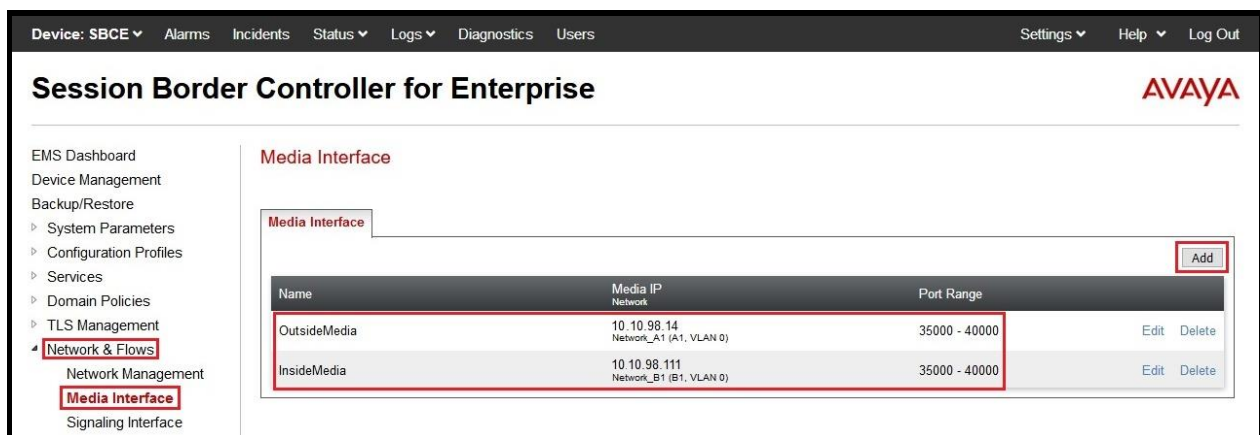 Device: SBCE Alarms Incidents Status Logs Diagnostics Users Settings Help Log Out
Session Border Controller for Enterprise
AVAYA
EMS Dashboard
Device Management
Backup/Restore
System Parameters
Configuration Profiles
Services
Domain Policies
TLS Management
Network & Flows
Network Management
Media Interface
Signaling Interface
Media Interface
Media Interface
Add
Name Media IP Port Range
Network
OutsideMedia 10.10.98.14 35000 - 40000 Edit Delete
Network_A1 (A1, VLAN 0)
InsideMedia 10.10.98.111 35000 - 40000 Edit Delete
Network_B1 (B1, VLAN 0)